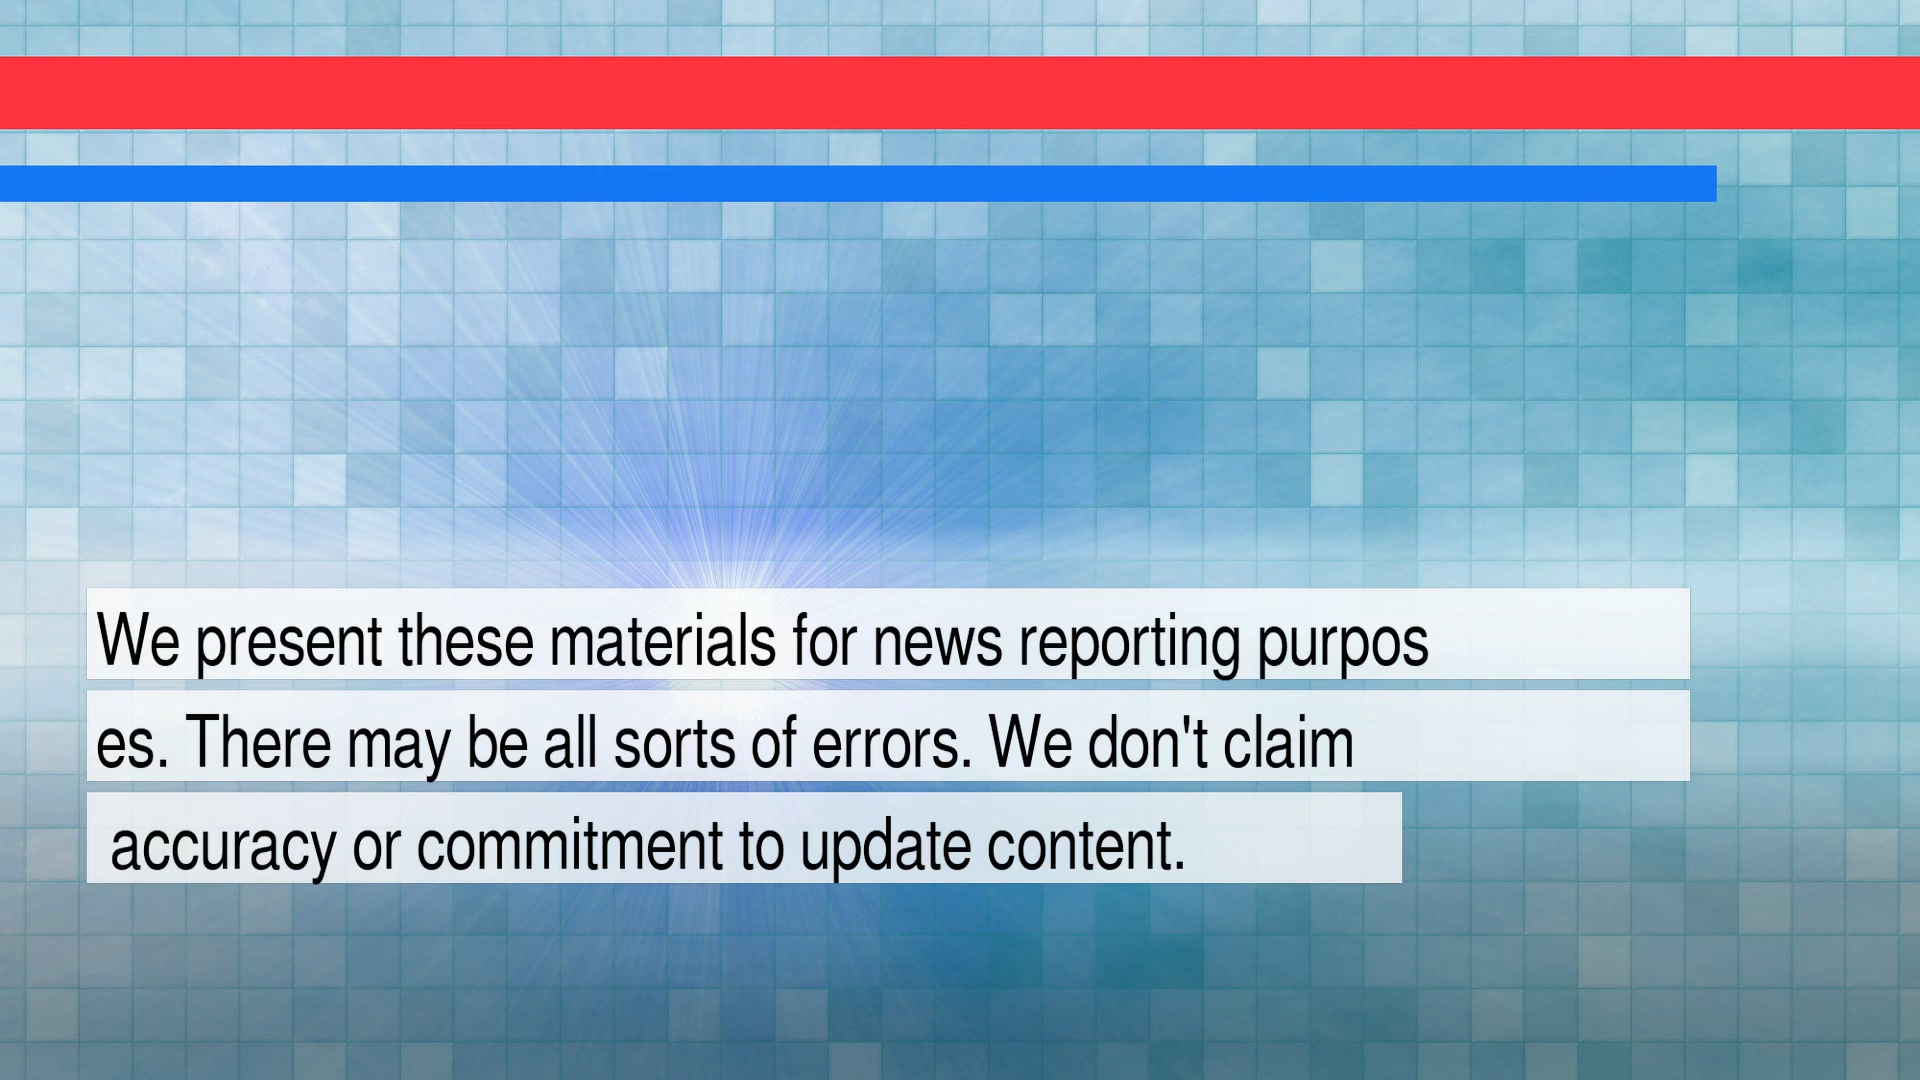 We present these materials for news reporting purpos
es. There may be all sorts of errors. We don't claim
accuracy or commitment to update content.